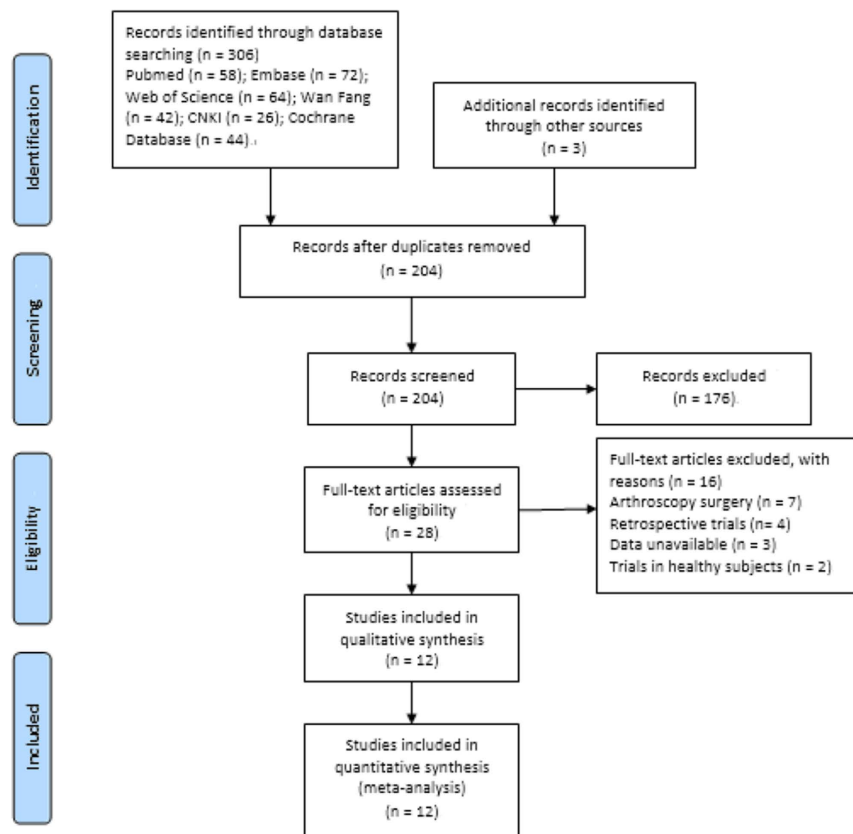 Identification
Records identified through database
searching (n = 306)
Pubmed (n = 58); Embase (n = 72);
Web of Science (n = 64); Wan Fang
(n = 42); CNKI (n = 26); Cochrane
Database (n = 44).
Additional records identified
through other sources
(n = 3)
Screening
Records after duplicates removed
(n = 204)
Records screened
(n = 204)
Records excluded
(n = 176)
Eligibility
Full-text articles assessed
for eligibility
(n = 28)
Full-text articles excluded, with
reasons (n = 16)
Arthroscopy surgery (n = 7)
Retrospective trials (n= 4)
Data unavailable (n = 3)
Trials in healthy subjects (n = 2)
Studies included in
qualitative synthesis
(n = 12)
Included
Studies included in
quantitative synthesis
(meta-analysis)
(n = 12)